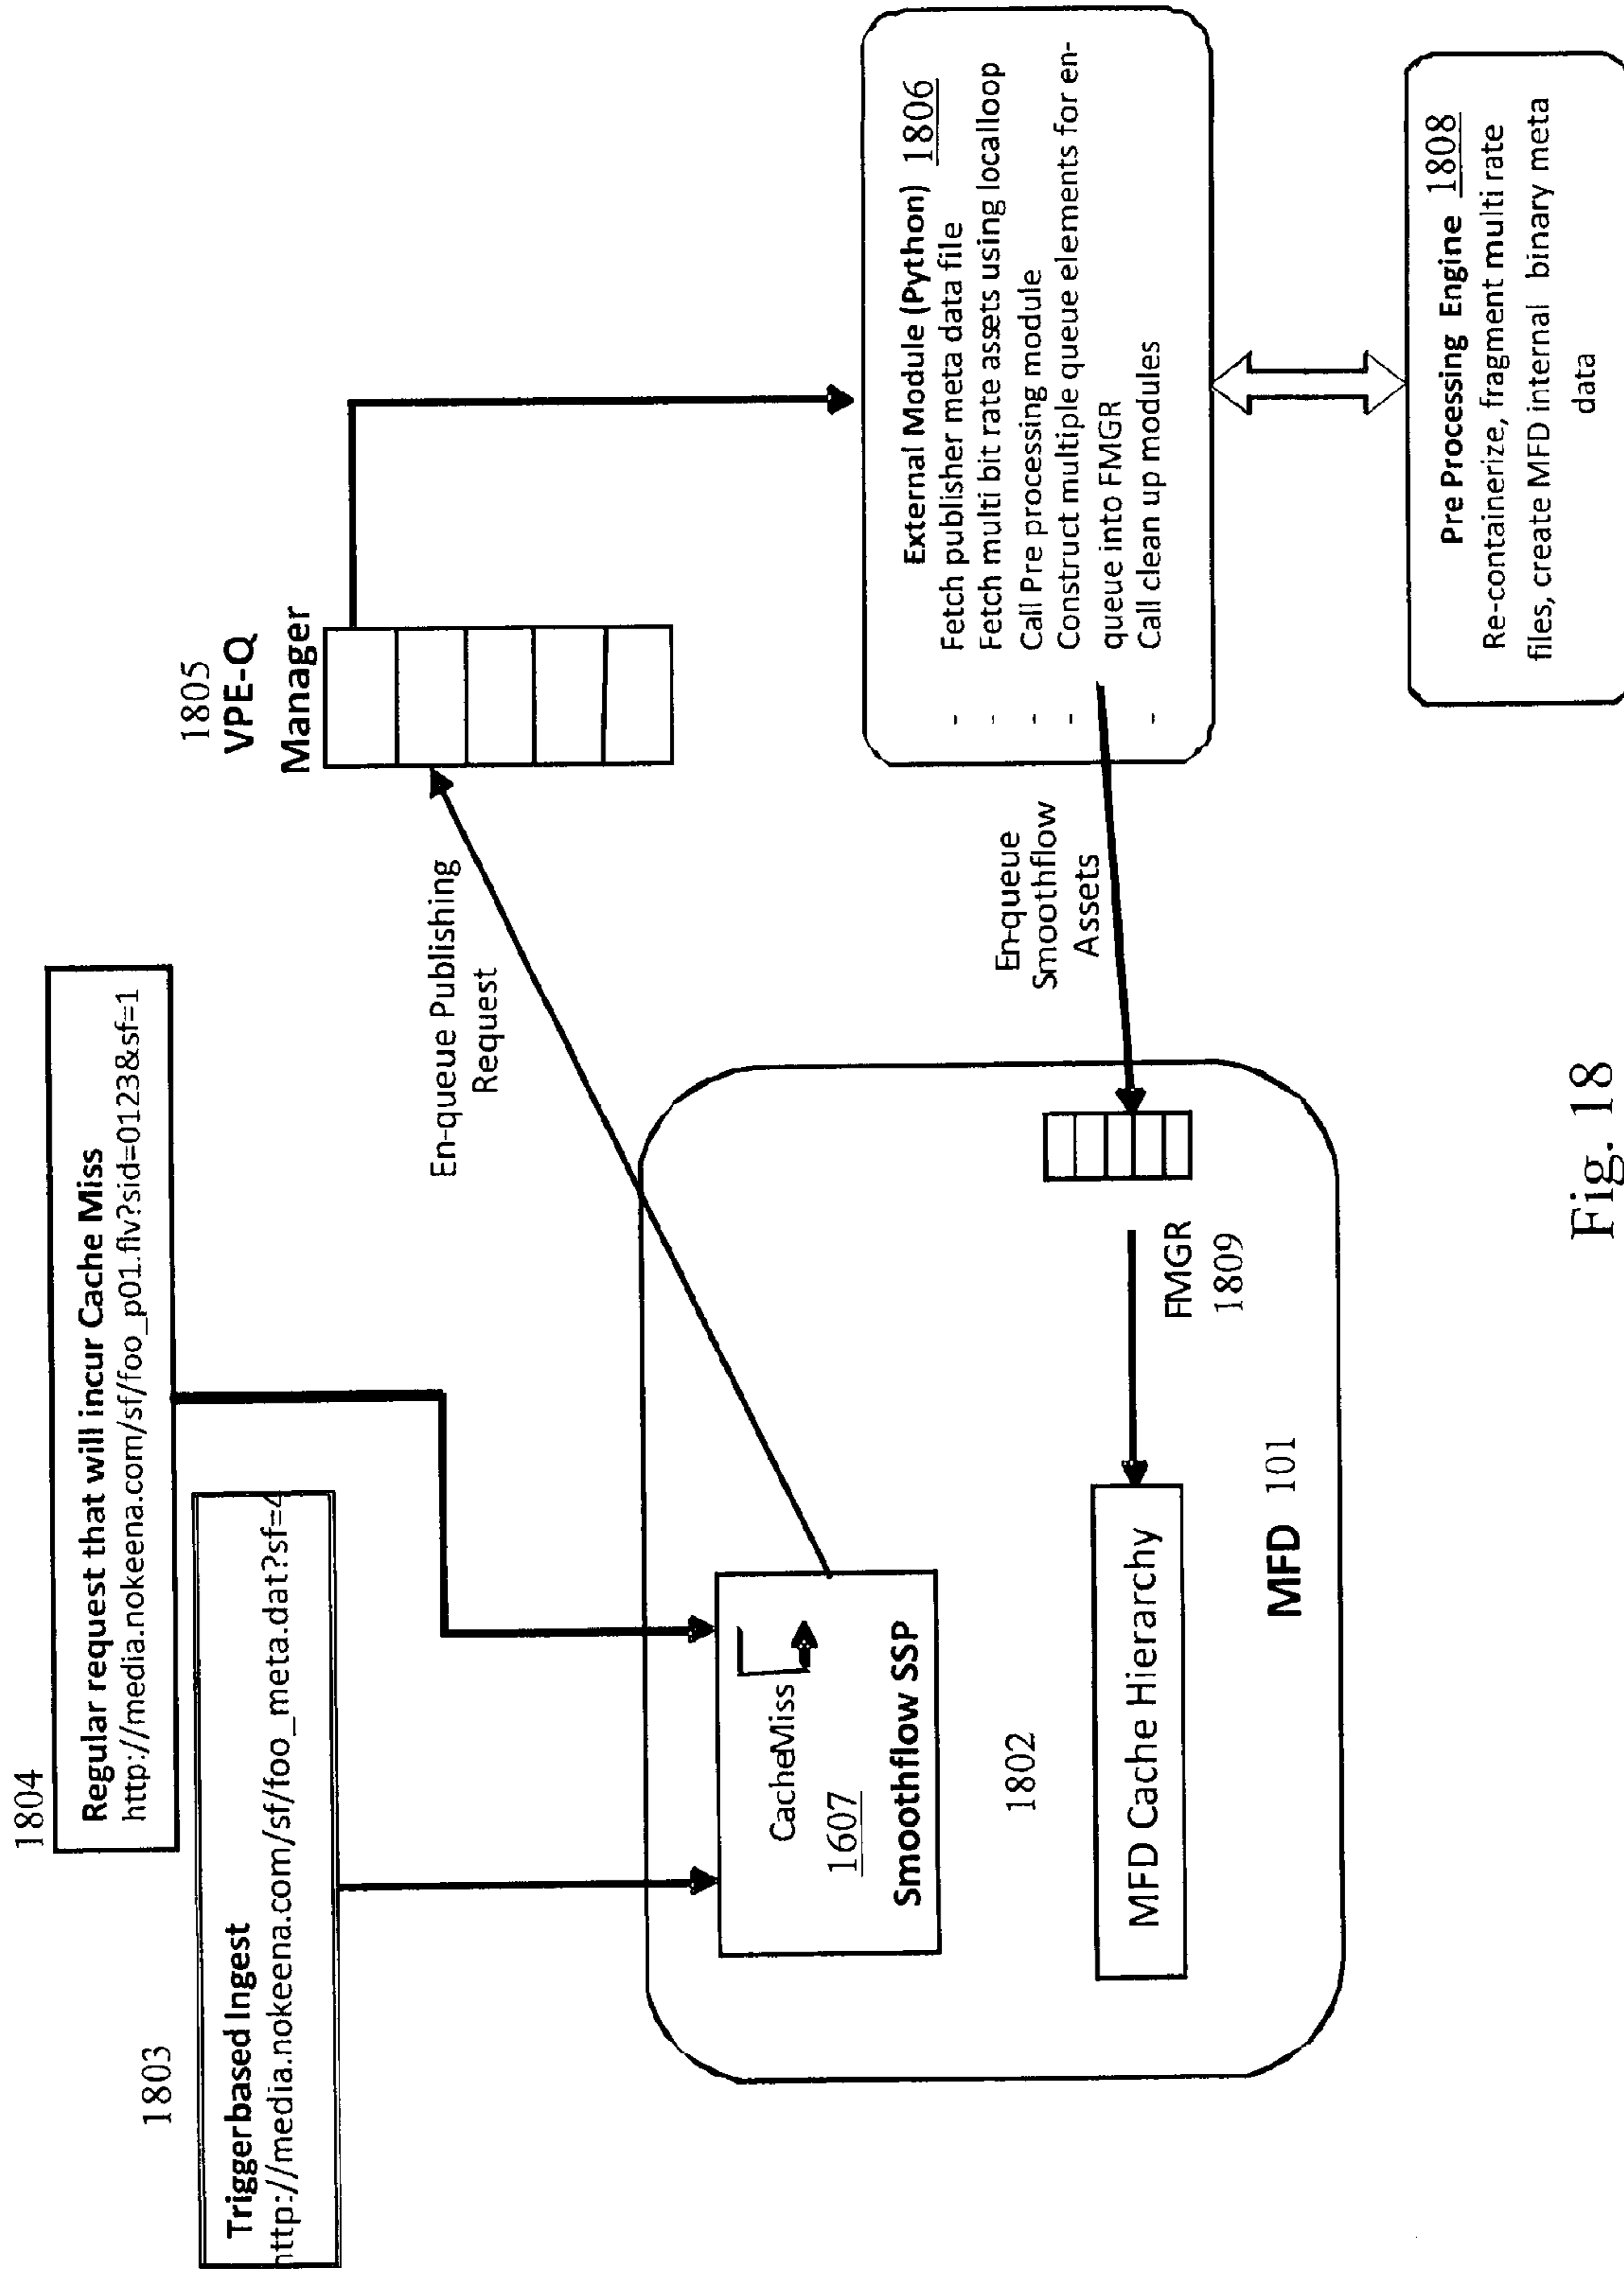 1804
Regular request that will incur Cache Miss
http://media.nokeena.com/sf/foo_p01.flv?sid=0123&sf=1
1803
Triggerbased Ingest
http://media.nokeena.com/sf/foo_meta.dat?sf=4
1805
VPE-Q
Manager
En-queue Publishing
Request
CacheMiss
1607
Smoothflow SSP
1802
MFD Cache Hierarchy
MFD 101
FMGR
1809
En-queue
Smoothflow
Assets
External Module (Python) 1806
- Fetch publisher meta data file
- Fetch multi bit rate assets using localloop
- Call Pre processing module
- Construct multiple queue elements for en-
queue into FMGR
- Call clean up modules
Pre Processing Engine 1808
Re-containerize, fragment multi rate
files, create MFD internal binary meta
data
Fig. 18